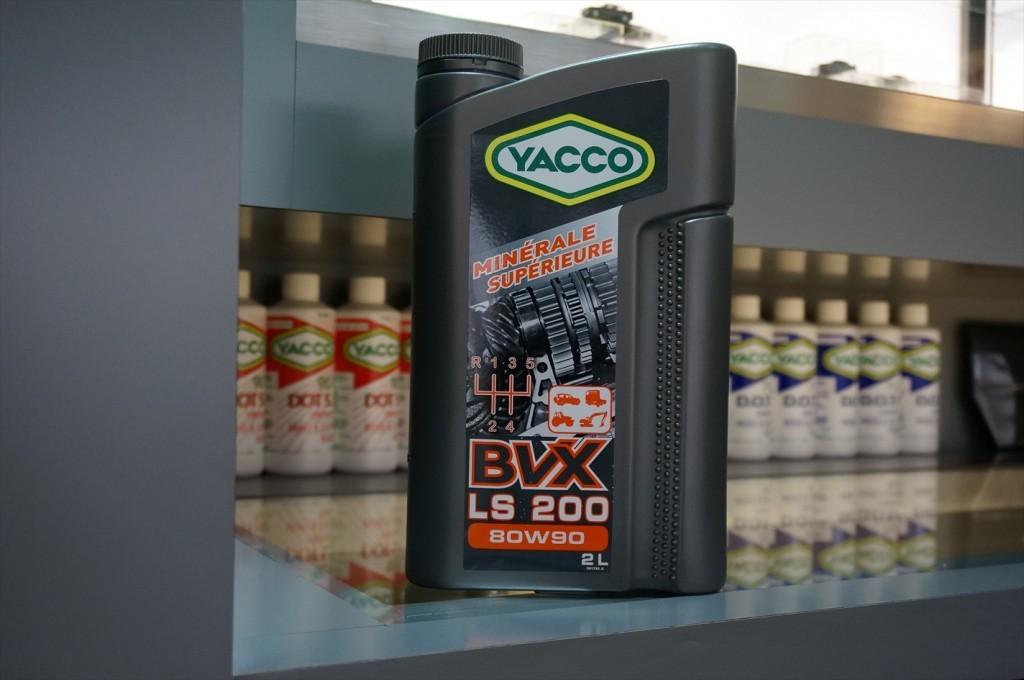 YACCO
MINÉRALE
SUPÉRIEURE
R 1 3 5
2 4
BVX
LS 200
80W90
2 L
YACCO
DOT 5
YACCO
DOT
YACCO
D.O.T
YACCO
D.O.T
YACCO
YACCO
YACCO